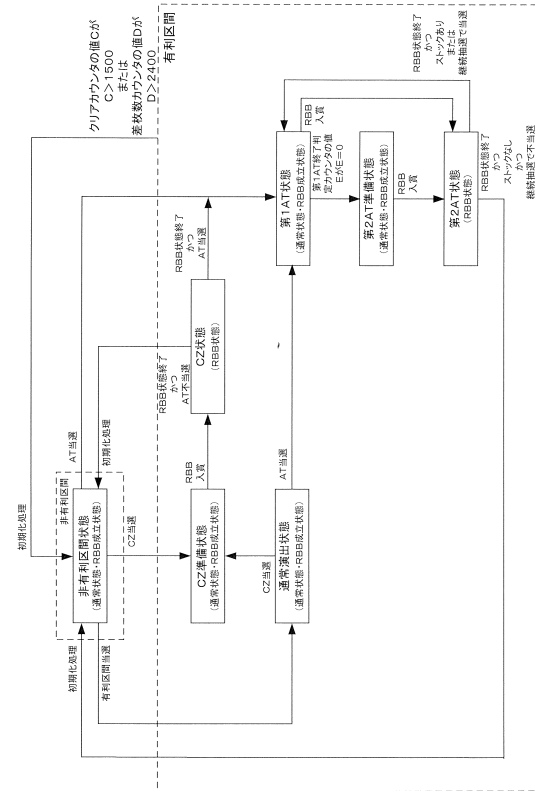 初期化処理
クリアカウンタの値Cが
C＞1500
または
差枚数カウンタの値Dが
D＞2400
有利区間
非有利区間
非有利区間状態
(通常状態・RBB成立状態)
初期化処理
有利区間当選
AT当選
初期化処理
CZ当選
CZ準備状態
(通常状態・RBB成立状態)
RBB
入賞
CZ状態
(RBB状態)
RBB状態終了
かつ
AT不当選
RBB状態終了
かつ
AT当選
通常演出状態
(通常状態・RBB成立状態)
CZ当選
AT当選
第1AT状態
(通常状態・RBB成立状態)
第1AT終了判
定カウンタの値
EがE＝0
RBB
入賞
第2AT準備状態
(通常状態・RBB成立状態)
RBB
入賞
第2AT状態
(RBB状態)
RBB状態終了
かつ
ストックあり
または
継続抽選で当選
RBB状態終了
かつ
ストックなし
かつ
継続抽選で不当選